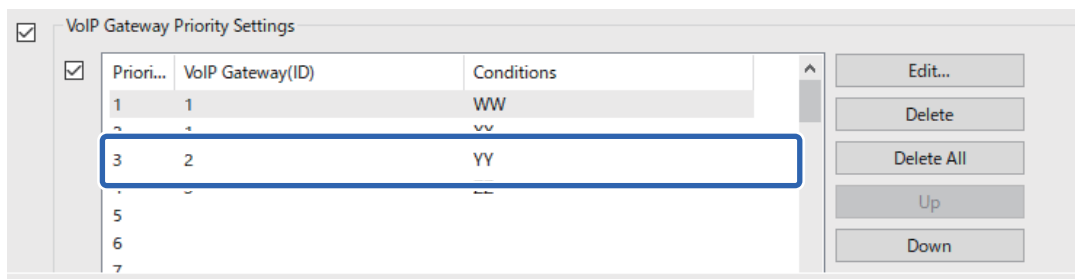 VoIP Gateway Priority Settings
Priori... VoIP Gateway(ID) Conditions
1 1 WW
3 2 YY
5
6
7
Edit...
Delete
Delete All
Up
Down